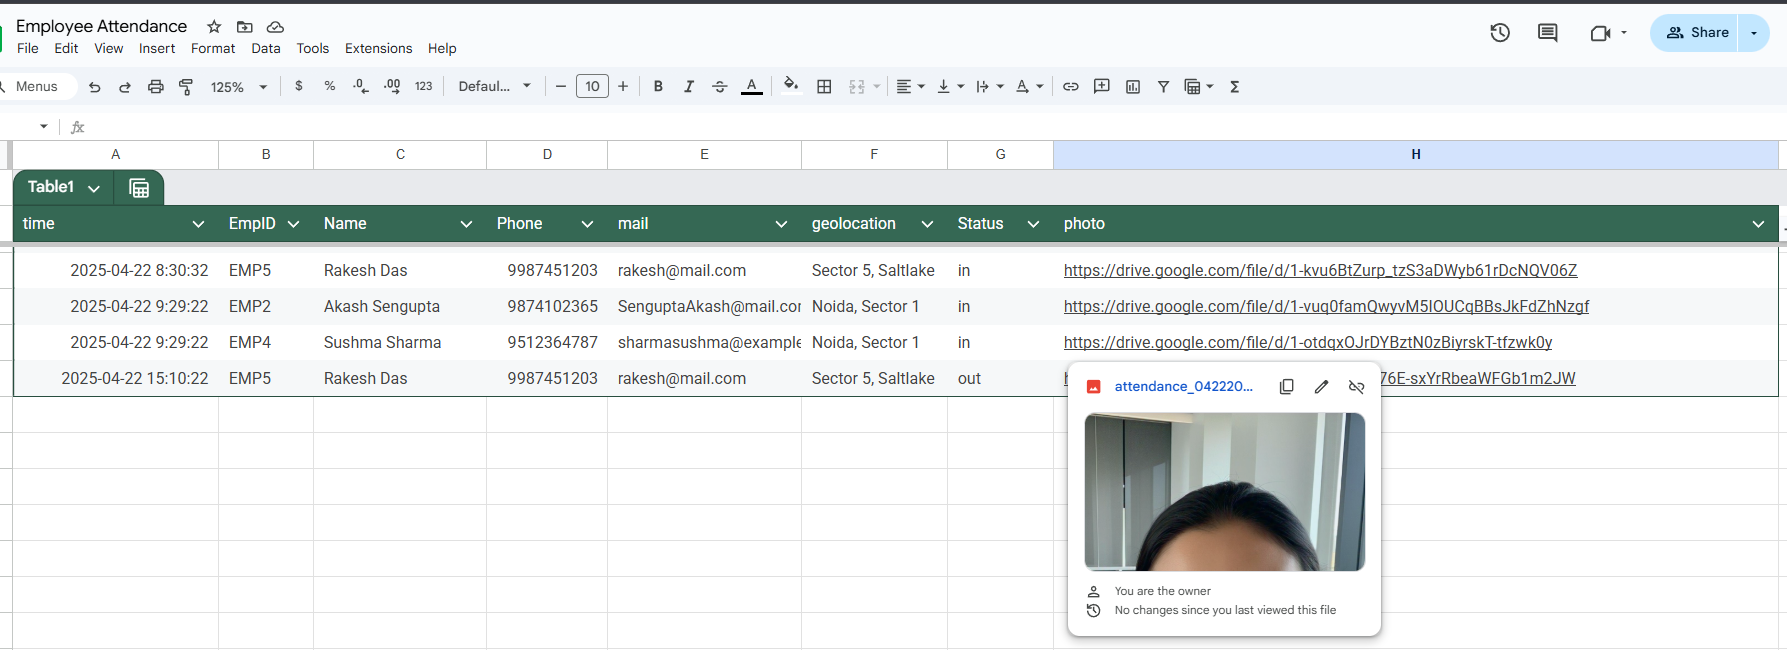 Employee Attendance
File Edit View Insert Format Data Tools Extensions Help
Share
Menus 125% $ % .0 .00 123 Defaul... 10 B I A Σ
fx
A B C D E F G H
Table1
time EmpID Name Phone mail geolocation Status photo
2025-04-22 8:30:32 EMP5 Rakesh Das 9987451203 rakesh@mail.com Sector 5, Saltlake in https://drive.google.com/file/d/1-kvu6BtZurp_tzS3aDWyb61rDcNQV06Z
2025-04-22 9:29:22 EMP2 Akash Sengupta 9874102365 SenguptaAkash@mail.cor Noida, Sector 1 in https://drive.google.com/file/d/1-vuq0famQwyvM5IOUCqBBsJkFdZhNzgf
2025-04-22 9:29:22 EMP4 Sushma Sharma 9512364787 sharmasushma@example Noida, Sector 1 in https://drive.google.com/file/d/1-otdqxOJrDYBztN0zBiyrskT-tfzwk0y
2025-04-22 15:10:22 EMP5 Rakesh Das 9987451203 rakesh@mail.com Sector 5, Saltlake out 76E-sxYrRbeaWFGb1m2JW
attendance_042220...
You are the owner
No changes since you last viewed this file